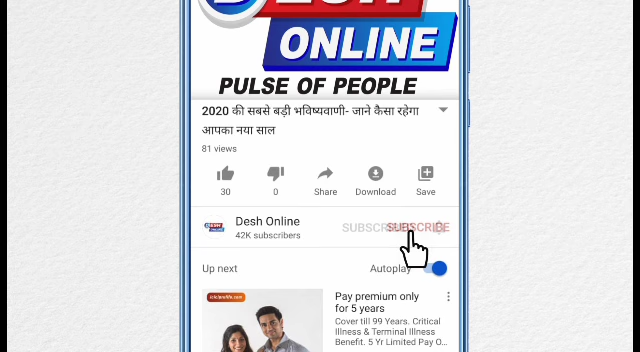 DESH
ONLINE
PULSE OF PEOPLE
2020 की सबसे बड़ी भविष्यवाणी- जाने कैसा रहेगा
आपका नया साल
81 views
30 0 Share Download Save
Desh Online SUBSCRIBE
42K subscribers
Up next Autoplay
Pay premium only
for 5 years
Cover till 99 Years. Critical
Illness & Terminal Illness
Benefit. 5 Yr Limited Pay O...